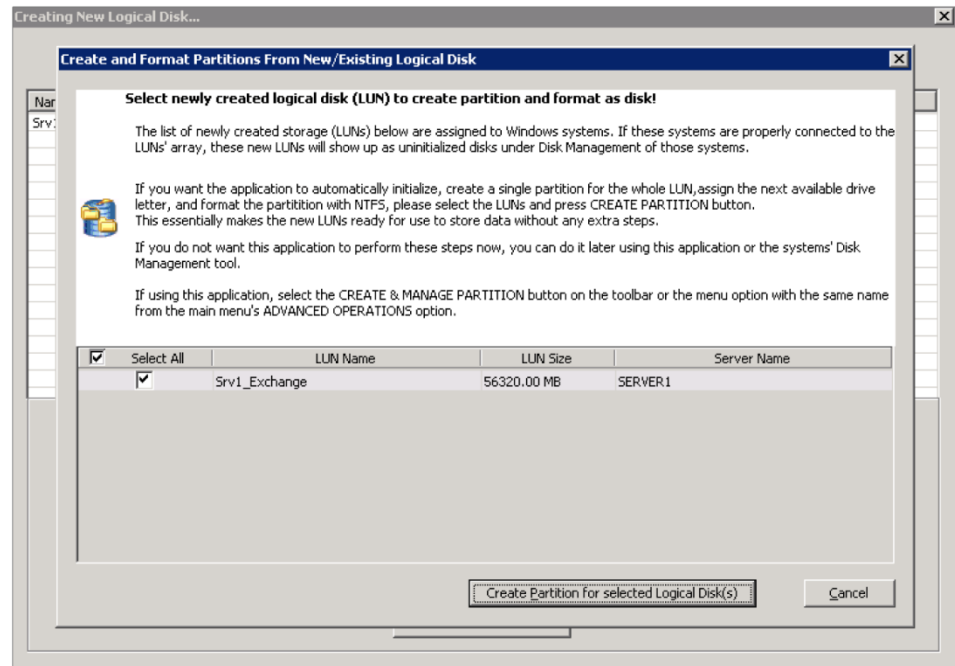 Creating New Logical Disk...
Create and Format Partitions From New/Existing Logical Disk
Nar
Srv1
Select newly created logical disk (LUN) to create partition and format as disk!
The list of newly created storage (LUNs) below are assigned to Windows systems. If these systems are properly connected to the
LUNs' array, these new LUNs will show up as uninitialized disks under Disk Management of those systems.
If you want the application to automatically initialize, create a single partition for the whole LUN,assign the next available drive
letter, and format the partitition with NTFS, please select the LUNs and press CREATE PARTITION button.
This essentially makes the new LUNs ready for use to store data without any extra steps.
If you do not want this application to perform these steps now, you can do it later using this application or the systems' Disk
Management tool.
If using this application, select the CREATE & MANAGE PARTITION button on the toolbar or the menu option with the same name
from the main menu's ADVANCED OPERATIONS option.
Select All LUN Name LUN Size Server Name
Srv1_Exchange 56320.00 MB SERVER1
Create Partition for selected Logical Disk(s) Cancel